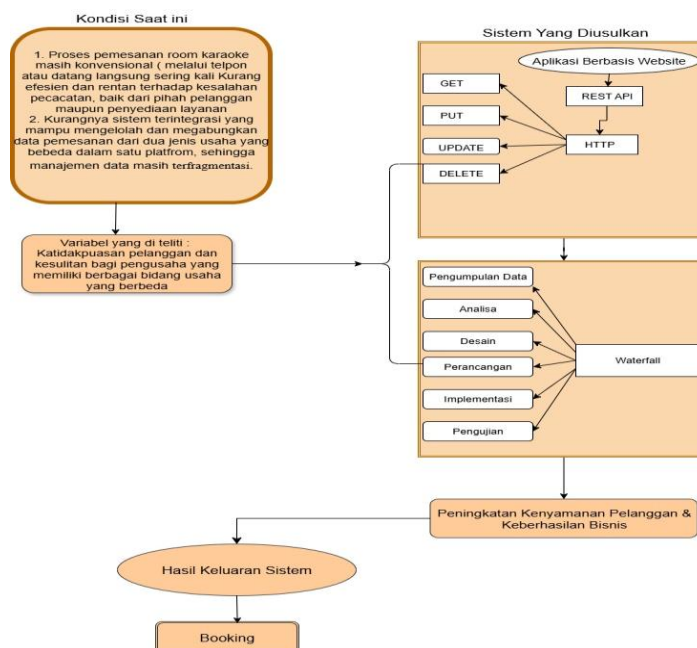 Kondisi Saat ini
1. Proses pemesanan room karaoke
masih konvensional ( melalui telpon
atau datang langsung sering kali Kurang
efesien dan rentan terhadap kesalahan
pecacatan, baik dari pihah pelanggan
maupun penyediaan layanan
2. Kurangnya sistem terintegrasi yang
mampu mengelolah dan megabungkan
data pemesanan dari dua jenis usaha yang
bebeda dalam satu platfrom, sehingga
manajemen data masih terfragmentasi.
Variabel yang di teliti :
Katidakpuasan pelanggan dan
kesulitan bagi pengusaha yang
memiliki berbagai bidang usaha
yang berbeda
Sistem Yang Diusulkan
Aplikasi Berbasis Website
REST API
HTTP
GET
PUT
UPDATE
DELETE
Pengumpulan Data
Analisa
Desain
Perancangan
Implementasi
Pengujian
Waterfall
Peningkatan Kenyamanan Pelanggan &
Keberhasilan Bisnis
Hasil Keluaran Sistem
Booking